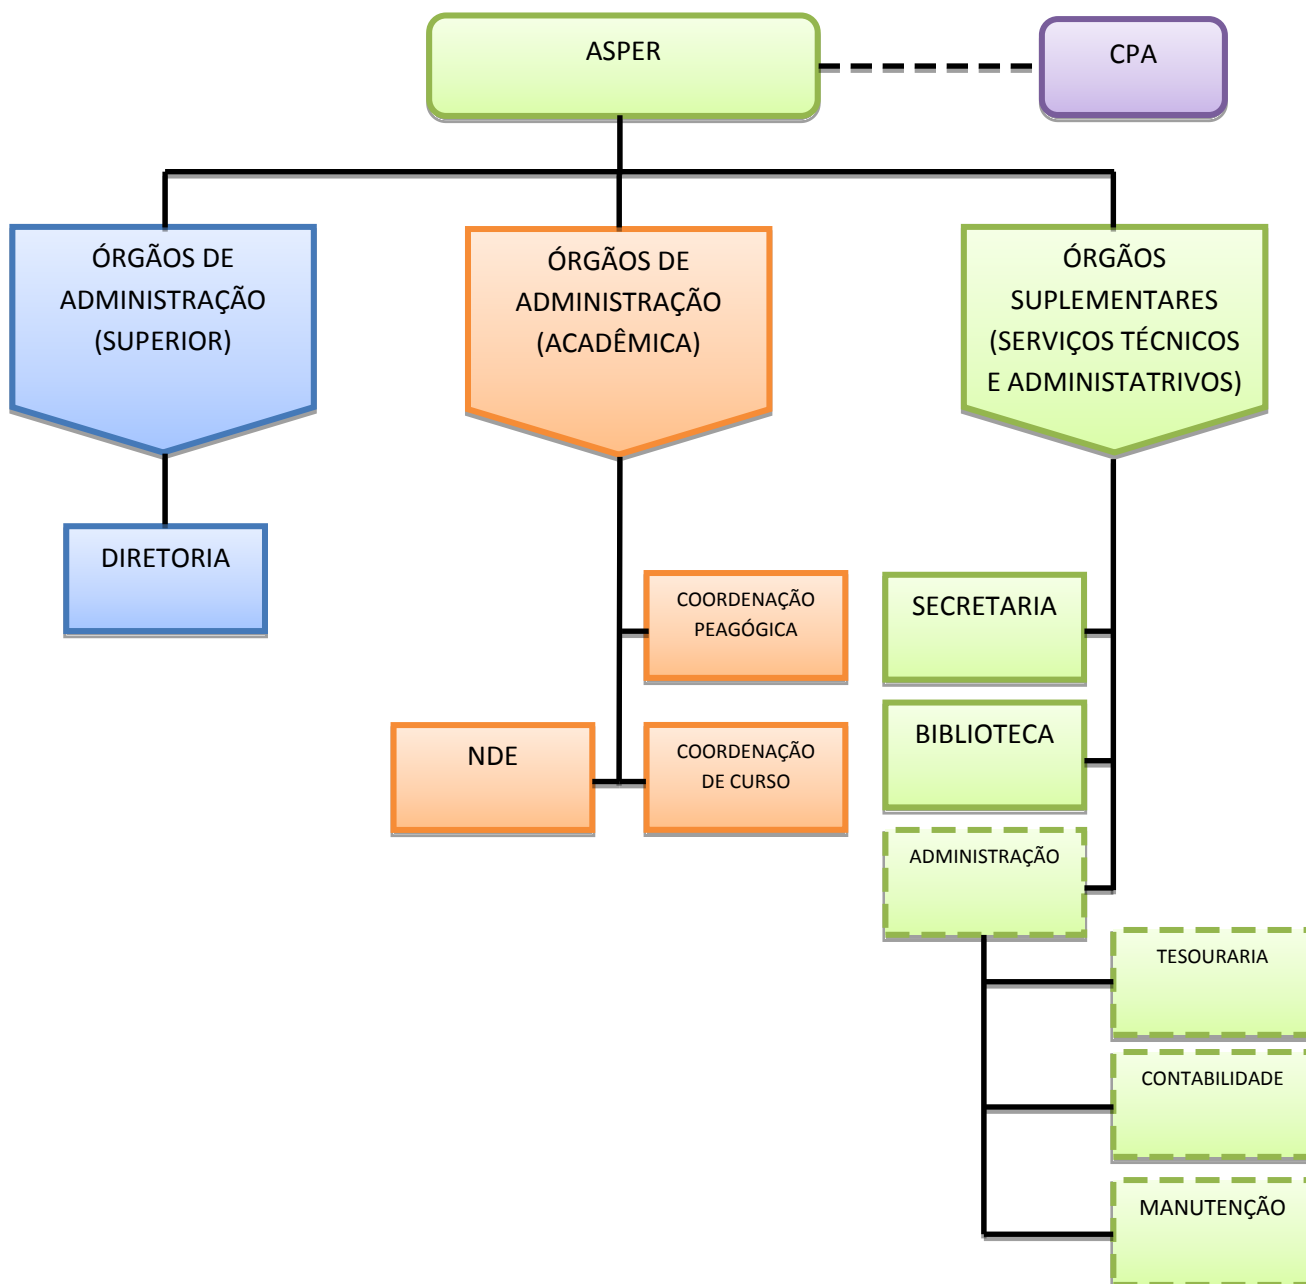 ASPER
CPA
ÓRGÃOS DE
ADMINISTRAÇÃO
(SUPERIOR)
ÓRGÃOS DE
ADMINISTRAÇÃO
(ACADÊMICA)
ÓRGÃOS
SUPLEMENTARES
(SERVIÇOS TÉCNICOS
E ADMINISTATRIVOS)
DIRETORIA
COORDENAÇÃO
PEAGÓGICA
NDE
COORDENAÇÃO
DE CURSO
SECRETARIA
BIBLIOTECA
ADMINISTRAÇÃO
TESOURARIA
CONTABILIDADE
MANUTENÇÃO